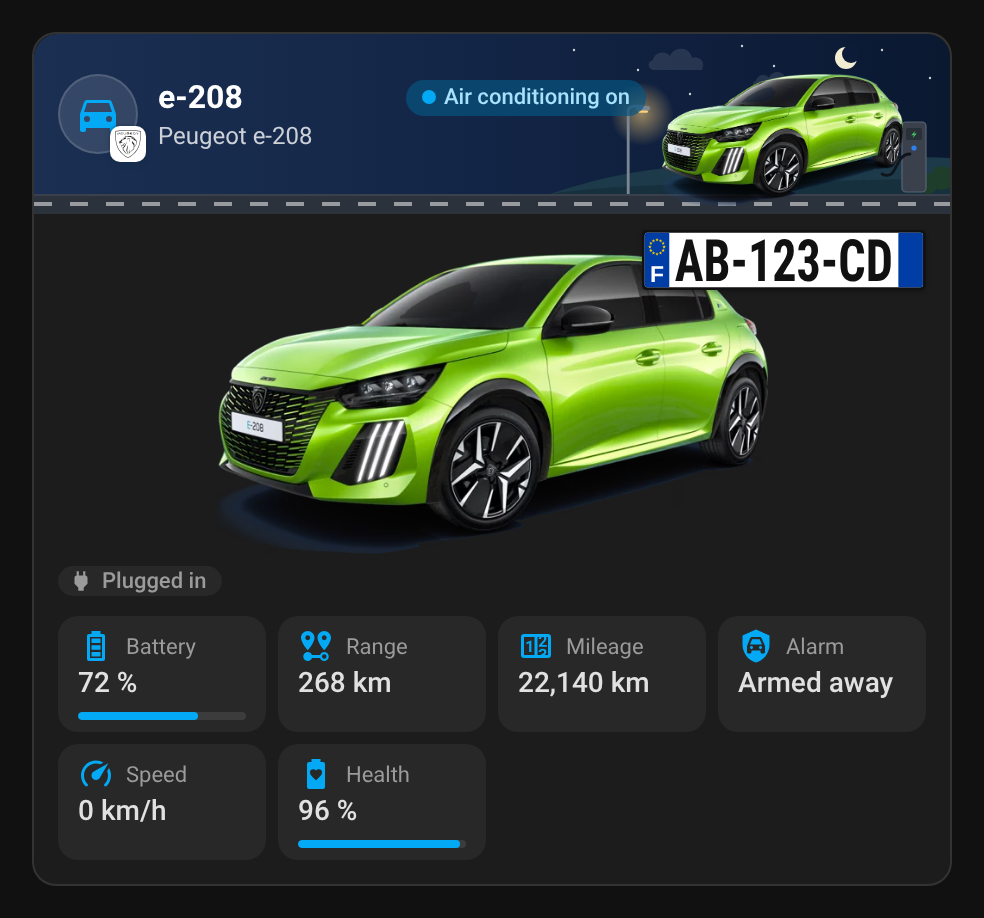 e-208
Peugeot e-208
Air conditioning on
F AB-123-CD
E-208
Plugged in
Battery
72 %
Range
268 km
Mileage
22,140 km
Alarm
Armed away
Speed
0 km/h
Health
96 %